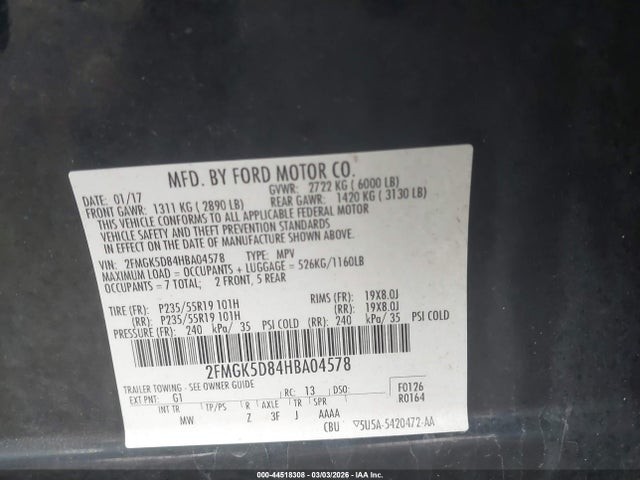 MFD. BY FORD MOTOR CO.
DATE: 01/17 GVWR: 2722 KG (6000 LB)
FRONT GAWR: 1311 KG (2890 LB) REAR GAWR: 1420 KG (3130 LB)
THIS VEHICLE CONFORMS TO ALL APPLICABLE FEDERAL MOTOR
VEHICLE SAFETY AND THEFT PREVENTION STANDARDS
IN EFFECT ON THE DATE OF MANUFACTURE SHOWN ABOVE.
VIN: 2FMGK5D84HBA04578 TYPE: MPV
MAXIMUM LOAD = OCCUPANTS + LUGGAGE = 526KG/1160LB
OCCUPANTS = 7 TOTAL; 2 FRONT, 5 REAR
TIRE (FR): P235/55R19 101H RIMS (FR): 19X8.0J
(RR): P235/55R19 101H (RR): 19X8.0J
PRESSURE (FR): 240 kPa/ 35 PSI COLD (RR): 240 kPa/ 35 PSI COLD
2FMGK5D84HBA04578
TRAILER TOWING - SEE OWNER GUIDE
EXT PNT: G1 RC: 13 DSO: F0126
INT TR TP/PS R AXLE TR SPR R0164
MW Z 3F J AAAA
CBU ▽5U5A-5420472-AA
000-44518308 - 03/03/2026 - IAA Inc.